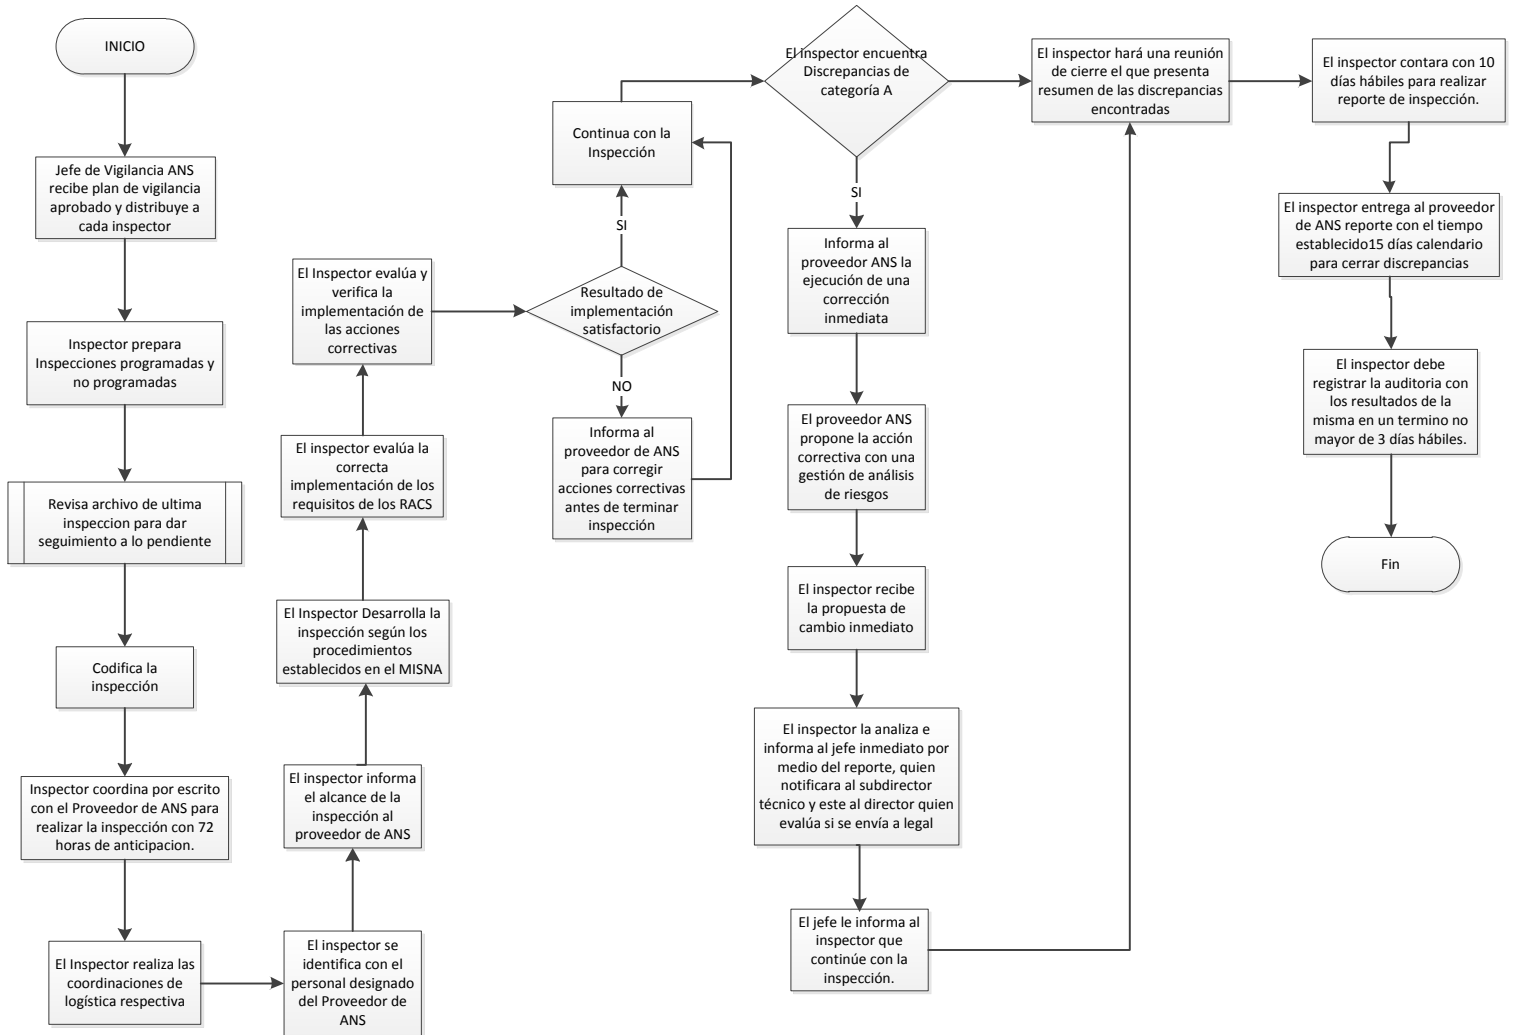 INICIO
Jefe de Vigilancia ANS
recibe plan de vigilancia
aprobado y distribuye a
cada inspector
Inspector prepara
Inspecciones programadas y
no programadas
Revisa archivo de ultima
inspeccion para dar
seguimiento a lo pendiente
Codifica la
inspección
Inspector coordina por escrito
con el Proveedor de ANS para
realizar la inspección con 72
horas de anticipacion.
El Inspector realiza las
coordinaciones de
logística respectiva
El inspector se
identifica con el
personal designado
del Proveedor de
ANS
El inspector informa
el alcance de la
inspección al
proveedor de ANS
El Inspector Desarrolla la
inspección según los
procedimientos
establecidos en el MISNA
El inspector evalúa la
correcta
implementación de los
requisitos de los RACS
El Inspector evalúa y
verifica la
implementación de
las acciones
correctivas
Resultado de
implementación
satisfactorio
SI
Continua con la
Inspección
NO
Informa al
proveedor de ANS
para corregir
acciones correctivas
antes de terminar
inspección
El inspector encuentra
Discrepancias de
categoría A
SI
Informa al
proveedor ANS la
ejecución de una
corrección
inmediata
El proveedor ANS
propone la acción
correctiva con una
gestión de análisis
de riesgos
El inspector recibe
la propuesta de
cambio inmediato
El inspector la analiza e
informa al jefe inmediato por
medio del reporte, quien
notificara al subdirector
técnico y este al director quien
evalúa si se envía a legal
El jefe le informa al
inspector que
continúe con la
inspección.
El inspector hará una reunión
de cierre el que presenta
resumen de las discrepancias
encontradas
El inspector contara con 10
días hábiles para realizar
reporte de inspección.
El inspector entrega al proveedor
de ANS reporte con el tiempo
establecido15 días calendario
para cerrar discrepancias
El inspector debe
registrar la auditoria con
los resultados de la
misma en un termino no
mayor de 3 días hábiles.
Fin